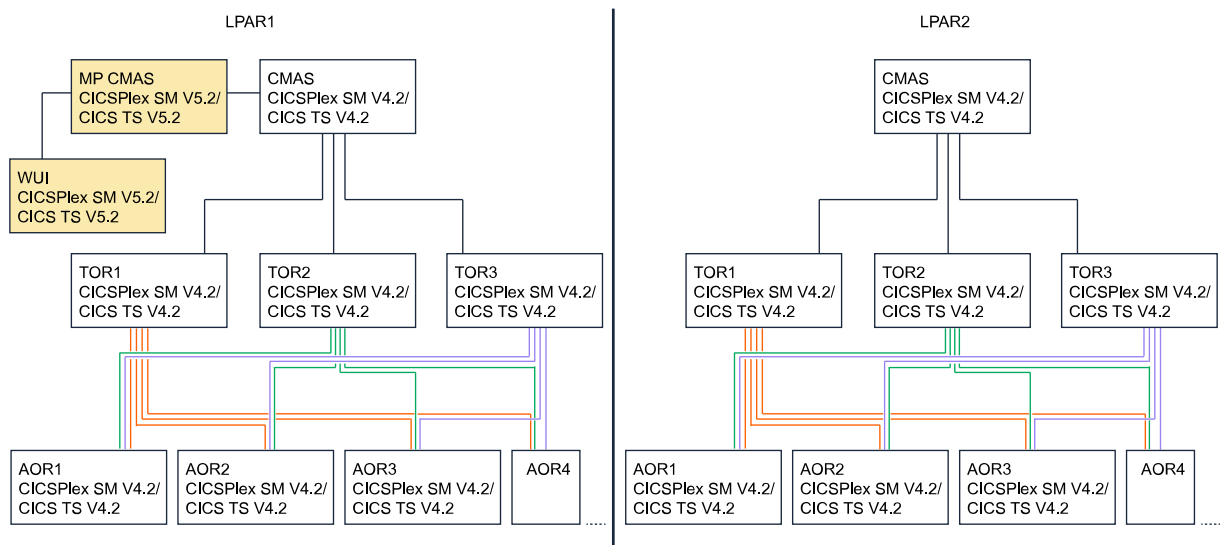 LPAR1
MP CMAS
CICSPlex SM V5.2/
CICS TS V5.2
CMAS
CICSPlex SM V4.2/
CICS TS V4.2
WUI
CICSPlex SM V5.2/
CICS TS V5.2
TOR1
CICSPlex SM V4.2/
CICS TS V4.2
TOR2
CICSPlex SM V4.2/
CICS TS V4.2
TOR3
CICSPlex SM V4.2/
CICS TS V4.2
AOR1
CICSPlex SM V4.2/
CICS TS V4.2
AOR2
CICSPlex SM V4.2/
CICS TS V4.2
AOR3
CICSPlex SM V4.2/
CICS TS V4.2
AOR4
.....
LPAR2
CMAS
CICSPlex SM V4.2/
CICS TS V4.2
TOR1
CICSPlex SM V4.2/
CICS TS V4.2
TOR2
CICSPlex SM V4.2/
CICS TS V4.2
TOR3
CICSPlex SM V4.2/
CICS TS V4.2
AOR1
CICSPlex SM V4.2/
CICS TS V4.2
AOR2
CICSPlex SM V4.2/
CICS TS V4.2
AOR3
CICSPlex SM V4.2/
CICS TS V4.2
AOR4
.....